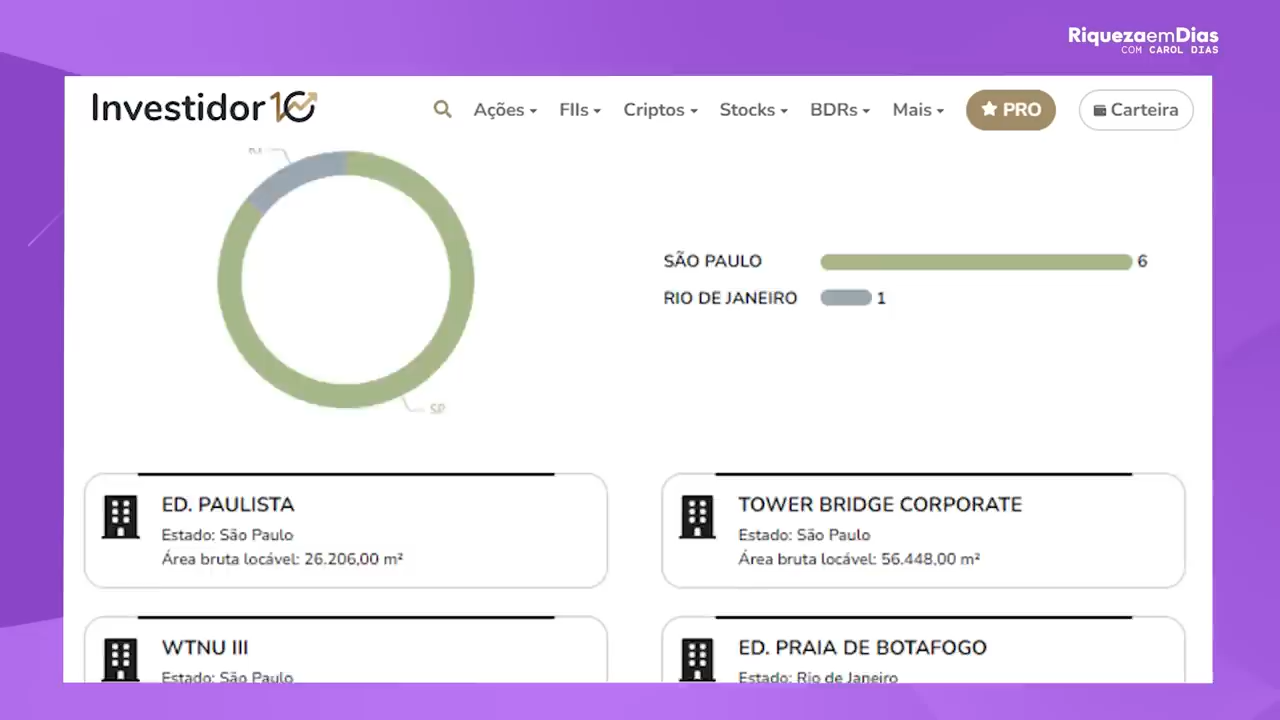 RiquezaemDias
COM CAROL DIAS
Investidor10
Ações
FIIs
Criptos
Stocks
BDRs
Mais
PRO
Carteira
SP
SÃO PAULO 6
RIO DE JANEIRO 1
ED. PAULISTA
Estado: São Paulo
Área bruta locável: 26.206,00 m²
TOWER BRIDGE CORPORATE
Estado: São Paulo
Área bruta locável: 56.448,00 m²
WTNU III
Estado: São Paulo
ED. PRAIA DE BOTAFOGO
Estado: Rio de Janeiro